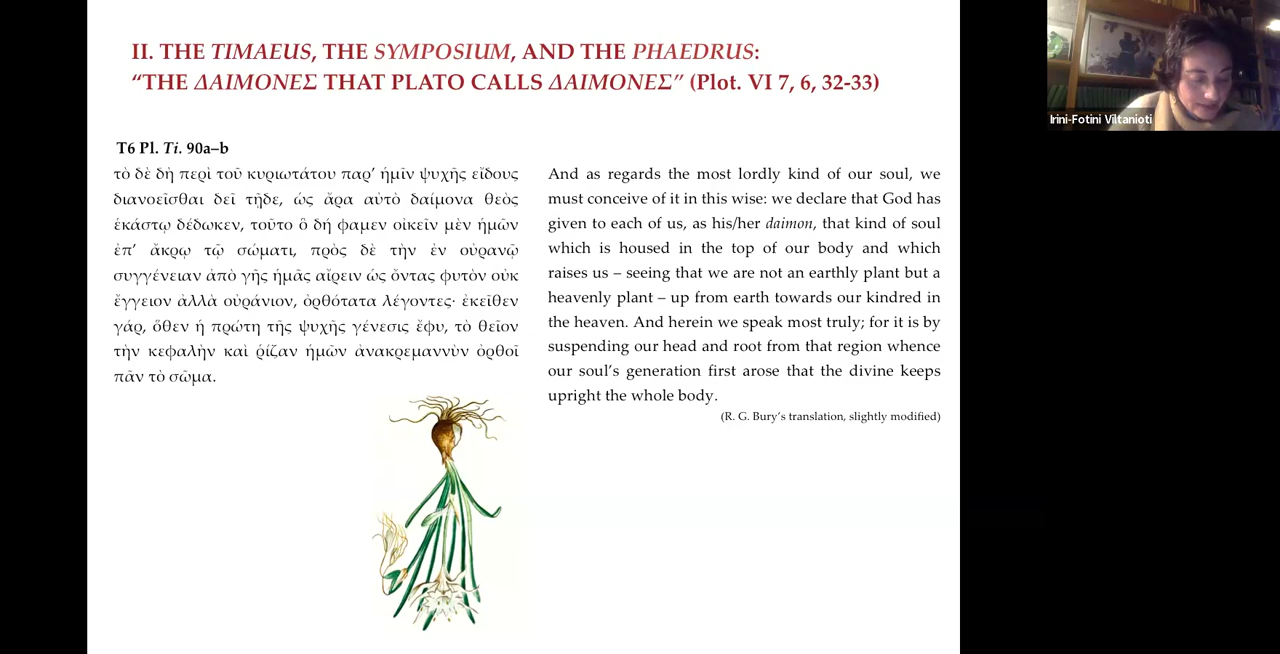 II. THE TIMAEUS, THE SYMPOSIUM, AND THE PHAEDRUS:
“THE ΔΑΙΜΟΝΕΣ THAT PLATO CALLS ΔΑΙΜΟΝΕΣ” (Plot. VI 7, 6, 32-33)
T6 Pl. Ti. 90a–b
τὸ δὲ δὴ περὶ τοῦ κυριωτάτου παρ’ ἡμῖν ψυχῆς εἴδους
διανοεῖσθαι δεῖ τῇδε, ὡς ἄρα αὐτὸ δαίμονα θεὸς
ἑκάστῳ δέδωκεν, τοῦτο ὃ δή φαμεν οἰκεῖν μὲν ἡμῶν
ἐπ’ ἄκρῳ τῷ σώματι, πρὸς δὲ τὴν ἐν οὐρανῷ
συγγένειαν ἀπὸ γῆς ἡμᾶς αἴρειν ὡς ὄντας φυτὸν οὐκ
ἔγγειον ἀλλὰ οὐράνιον, ὀρθότατα λέγοντες· ἐκεῖθεν
γάρ, ὅθεν ἡ πρώτη τῆς ψυχῆς γένεσις ἔφυ, τὸ θεῖον
τὴν κεφαλὴν καὶ ῥίζαν ἡμῶν ἀνακρεμαννὺν ὀρθοῖ
πᾶν τὸ σῶμα.
And as regards the most lordly kind of our soul, we
must conceive of it in this wise: we declare that God has
given to each of us, as his/her daimon, that kind of soul
which is housed in the top of our body and which
raises us – seeing that we are not an earthly plant but a
heavenly plant – up from earth towards our kindred in
the heaven. And herein we speak most truly; for it is by
suspending our head and root from that region whence
our soul’s generation first arose that the divine keeps
upright the whole body.
(R. G. Bury’s translation, slightly modified)
Irini-Fotini Viltanioti